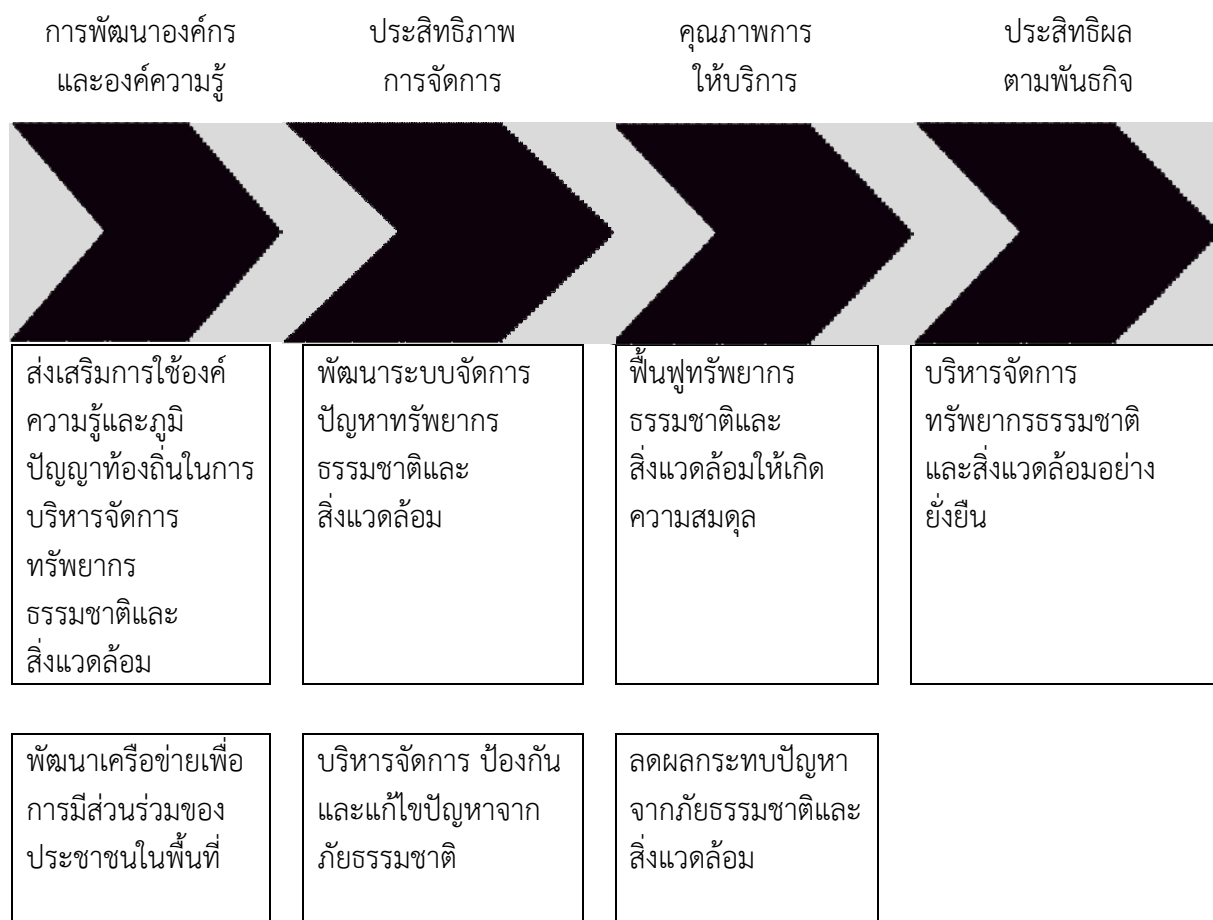 การพัฒนาองค์กร
และองค์ความรู้
ประสิทธิภาพ
การจัดการ
คุณภาพการ
ให้บริการ
ประสิทธิผล
ตามพันธกิจ
ส่งเสริมการใช้องค์
ความรู้และภูมิ
ปัญญาท้องถิ่นในการ
บริหารจัดการ
ทรัพยากร
ธรรมชาติและ
สิ่งแวดล้อม
พัฒนาระบบจัดการ
ปัญหาทรัพยากร
ธรรมชาติและ
สิ่งแวดล้อม
ฟื้นฟูทรัพยากร
ธรรมชาติและ
สิ่งแวดล้อมให้เกิด
ความสมดุล
บริหารจัดการ
ทรัพยากรธรรมชาติ
และสิ่งแวดล้อมอย่าง
ยั่งยืน
พัฒนาเครือข่ายเพื่อ
การมีส่วนร่วมของ
ประชาชนในพื้นที่
บริหารจัดการ ป้องกัน
และแก้ไขปัญหาจาก
ภัยธรรมชาติ
ลดผลกระทบปัญหา
จากภัยธรรมชาติและ
สิ่งแวดล้อม